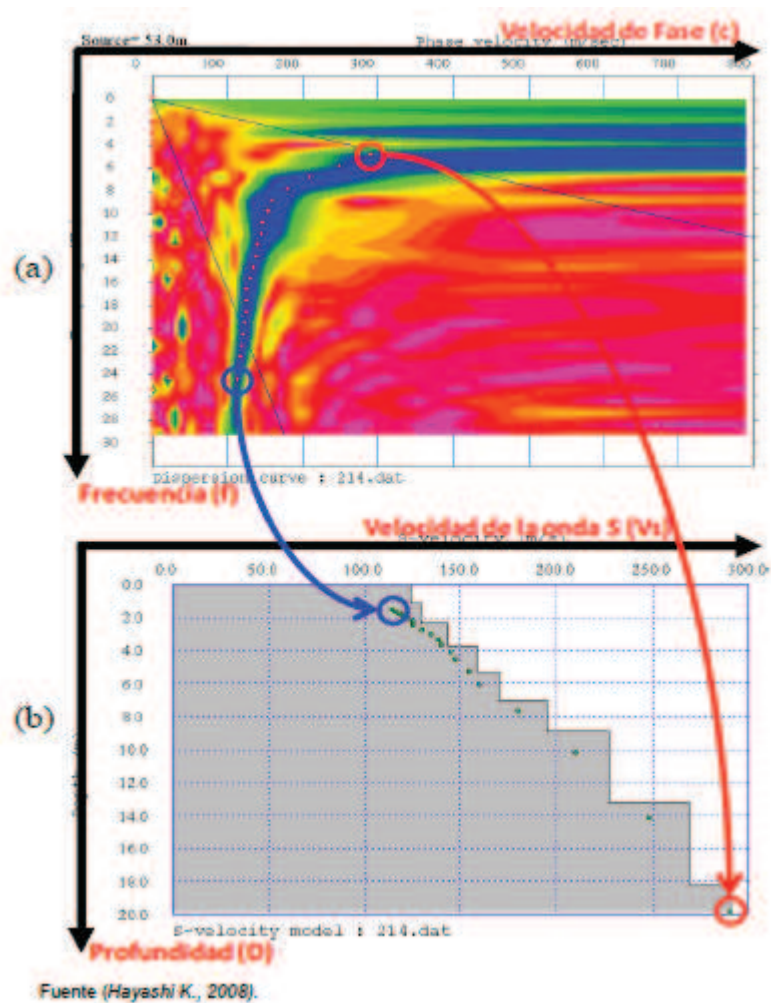 Velocidad de Fase (c)
Source= 53.0m
Phase velocity (m/sec)
0 100 200 300 400 500 600 700 800
0
2
4
6
8
10
12
14
16
18
20
22
24
26
28
30
(a)
Dispersion curve : 214.dat
Frecuencia (f)
Velocidad de la onda S (Vs)
S-velocity (m/s)
0.0 50.0 100.0 150.0 200.0 250.0 300.0
0.0
2.0
4.0
6.0
8.0
10.0
12.0
14.0
16.0
18.0
20.0
(b)
S-velocity model : 214.dat
Profundidad (D)
Fuente (Hayashi K., 2008).